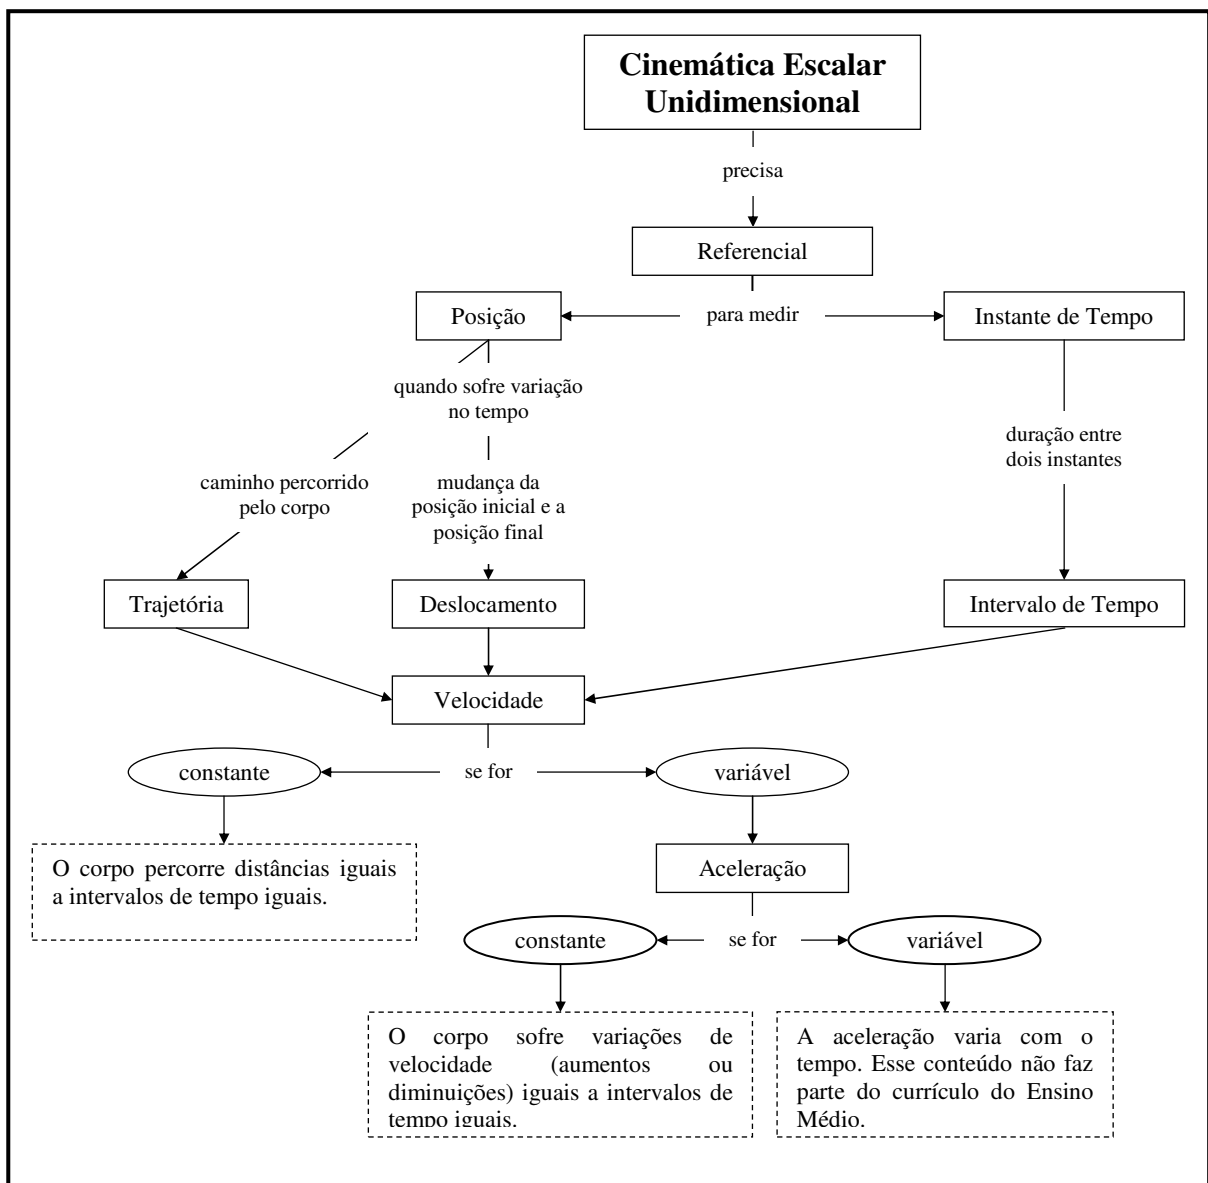 Cinemática Escalar
Unidimensional
precisa
Referencial
Posição
para medir
Instante de Tempo
quando sofre variação
no tempo
duração entre
dois instantes
caminho percorrido
pelo corpo
mudança da
posição inicial e a
posição final
Trajetória
Deslocamento
Intervalo de Tempo
Velocidade
constante
se for
variável
O corpo percorre distâncias iguais
a intervalos de tempo iguais.
Aceleração
constante
se for
variável
O corpo sofre variações de
velocidade (aumentos ou
diminuições) iguais a intervalos de
tempo iguais.
A aceleração varia com o
tempo. Esse conteúdo não faz
parte do currículo do Ensino
Médio.